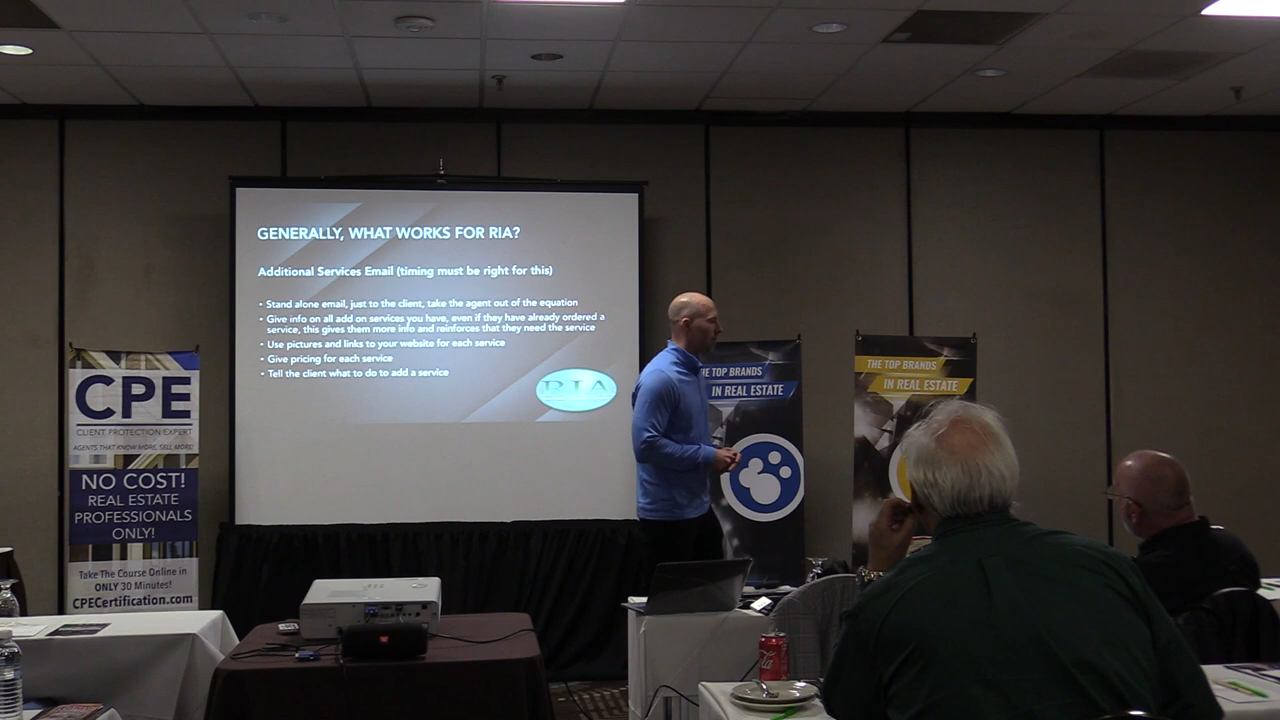 GENERALLY, WHAT WORKS FOR RIA?
Additional Services Email (timing must be right for this)
• Stand alone email, just to the client, take the agent out of the equation
• Give info on all add on services you have, even if they have already ordered a
service, this gives them more info and reinforces that they need the service
• Use pictures and links to your website for each service
• Give pricing for each service
• Tell the client what to do to add a service
RIA
CPE
CLIENT PROTECTION EXPERT
AGENTS THAT KNOW MORE, SELL MORE!
NO COST!
REAL ESTATE
PROFESSIONALS
ONLY!
Take The Course Online in
ONLY 30 Minutes!
CPECertification.com
THE TOP BRANDS
IN REAL ESTATE
THE TOP BRANDS
IN REAL ESTATE
JBL